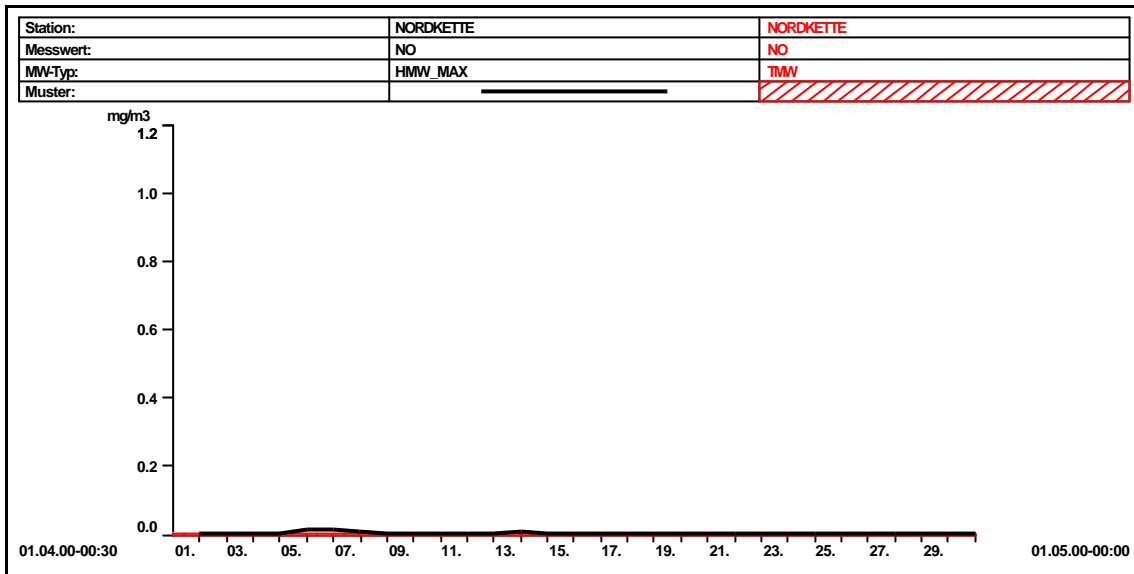 Station: NORDKETTE NORDKETTE
Messwert: NO NO
MW-Typ: HMW_MAX TMW
Muster:
mg/m3
1.2
1.0
0.8
0.6
0.4
0.2
0.0
01.04.00-00:30 01. 03. 05. 07. 09. 11. 13. 15. 17. 19. 21. 23. 25. 27. 29. 01.05.00-00:00